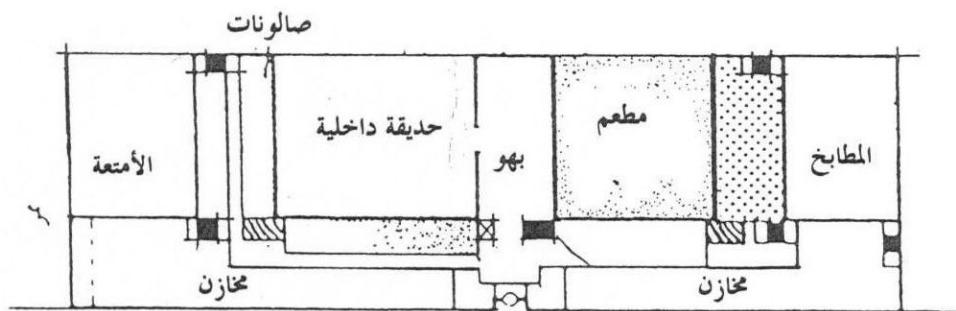 صالونات
مطعم
حديقة داخلية
المطابخ
بهو
الأمتعة
مخازن
مخازن